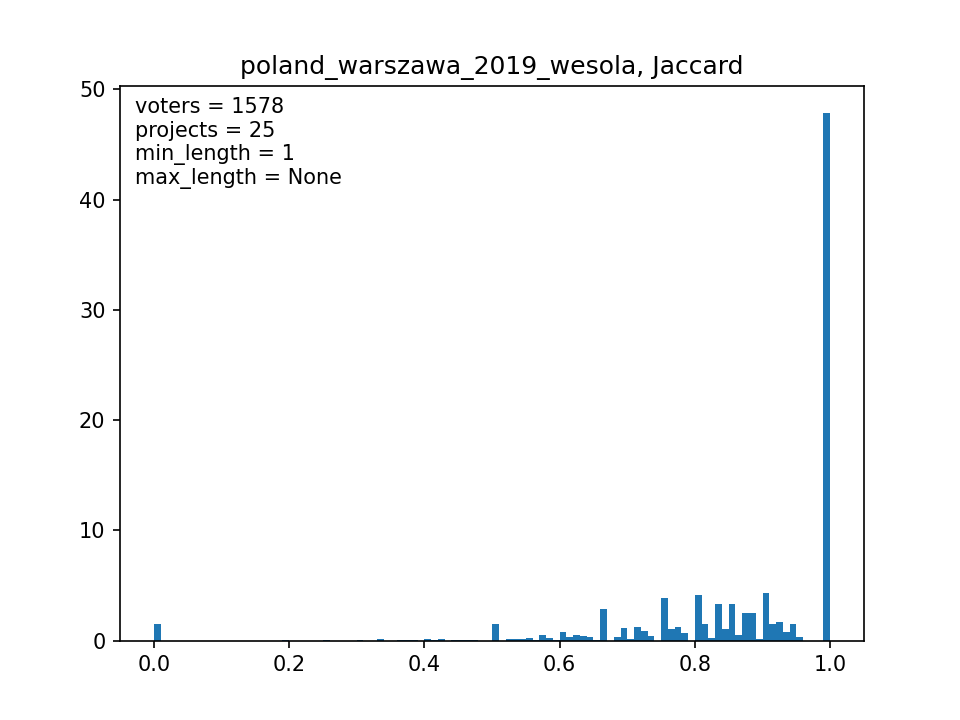 poland_warszawa_2019_wesola, Jaccard
voters = 1578
projects = 25
min_length = 1
max_length = None
50
40
30
20
10
0
0.0 0.2 0.4 0.6 0.8 1.0